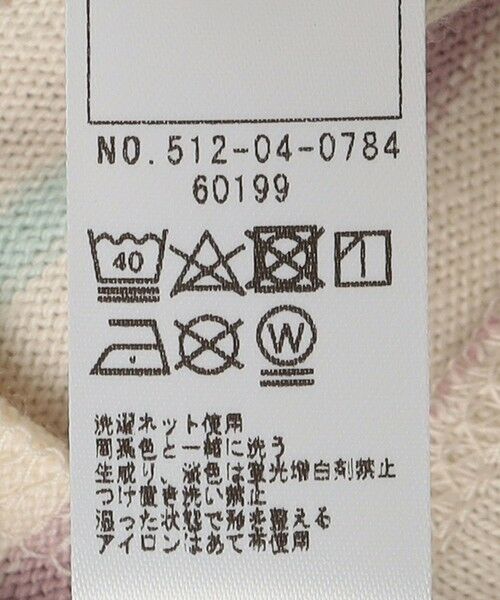 NO.512-04-0784
60199
40
W
洗濯ネット使用
同系色と一緒に洗う
生成り、淡色は蛍光増白剤禁止
つけ置き洗い禁止
湿った状態で形を整える
アイロンはあて布使用